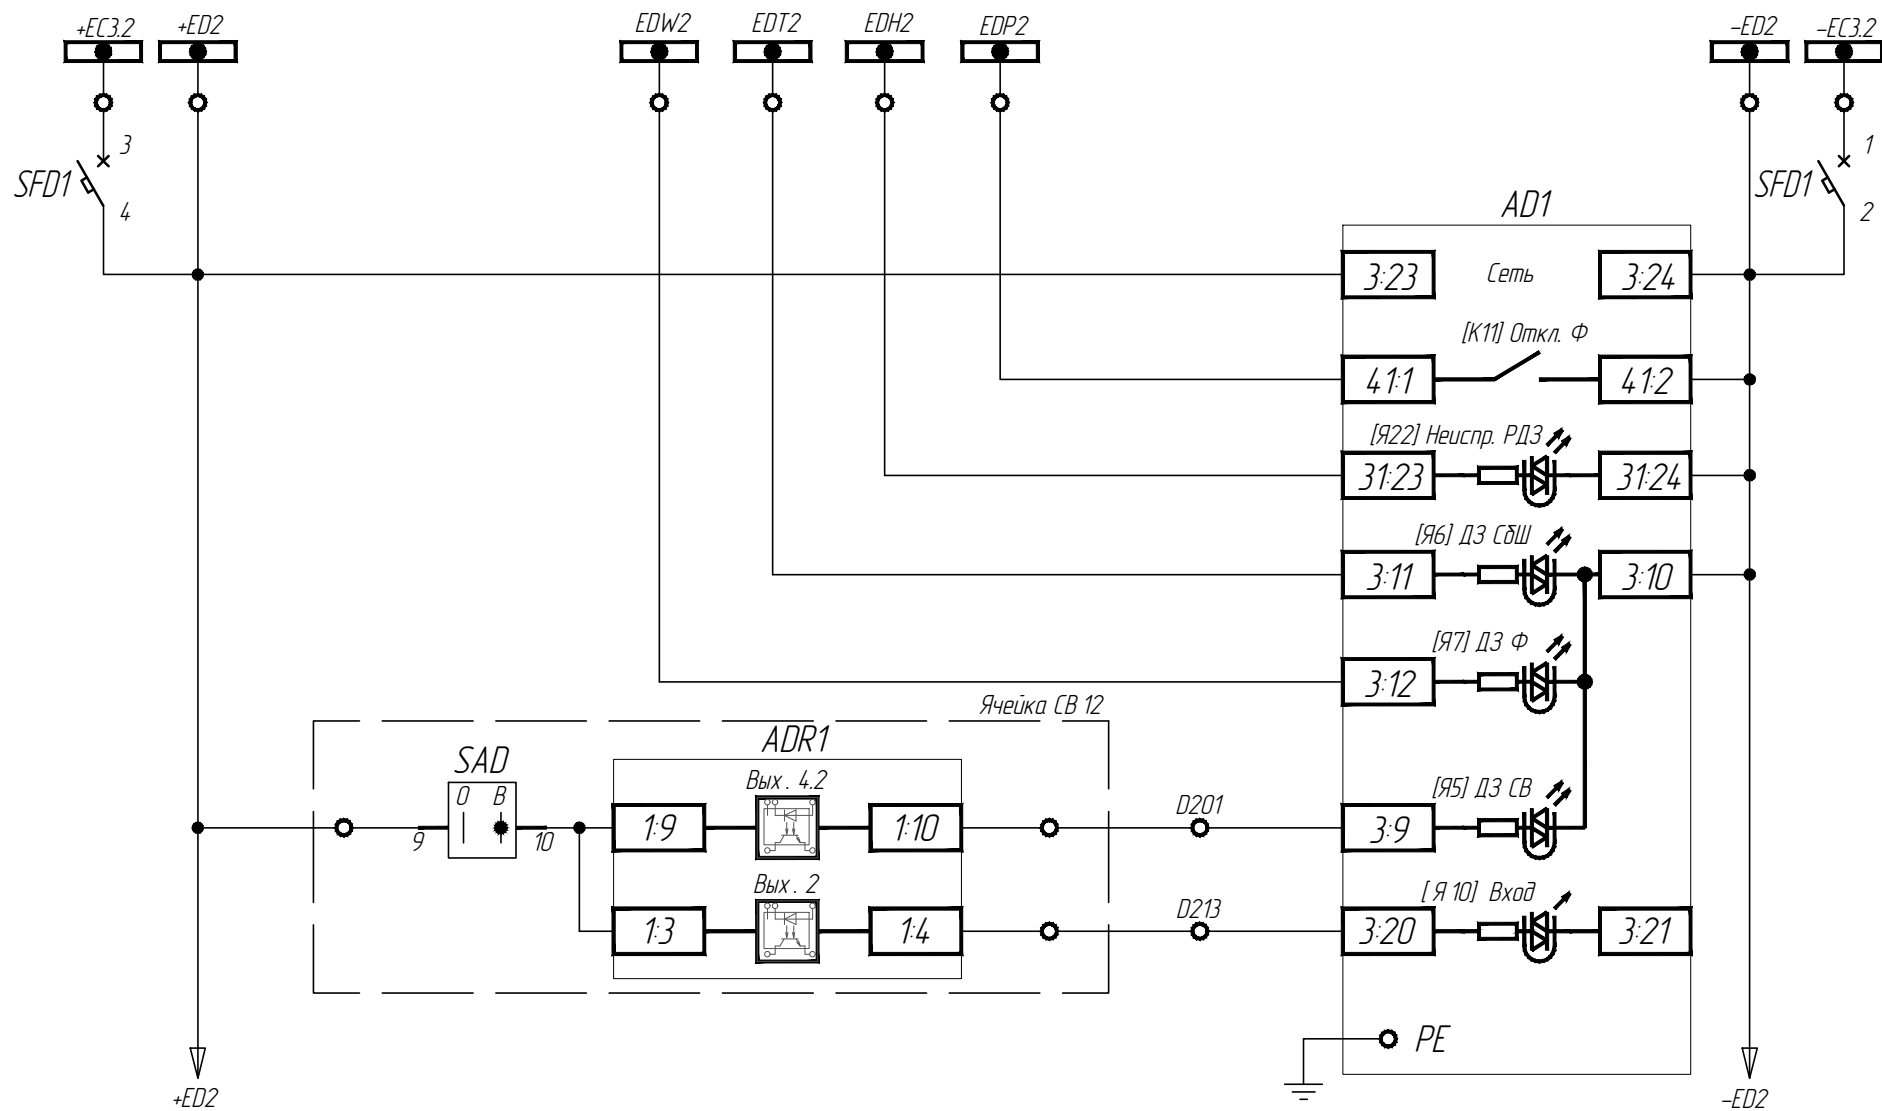 +EC3.2
+ED2
EDW2
EDT2
EDH2
EDP2
-ED2
-EC3.2
3
SFD1
4
1
SFD1
2
AD1
3:23
Сеть
3:24
[К11] Откл. Ф
41:1
41:2
[Я22] Неиспр. РДЗ
31:23
31:24
[Я6] ДЗ СбШ
3:11
3:10
[Я7] ДЗ Ф
3:12
Ячейка СВ 12
SAD
ADR1
О В
9
10
Вых. 4.2
1:9
1:10
D201
[Я5] ДЗ СВ
3:9
Вых. 2
1:3
1:4
D213
[Я 10] Вход
3:20
3:21
PE
+ED2
-ED2